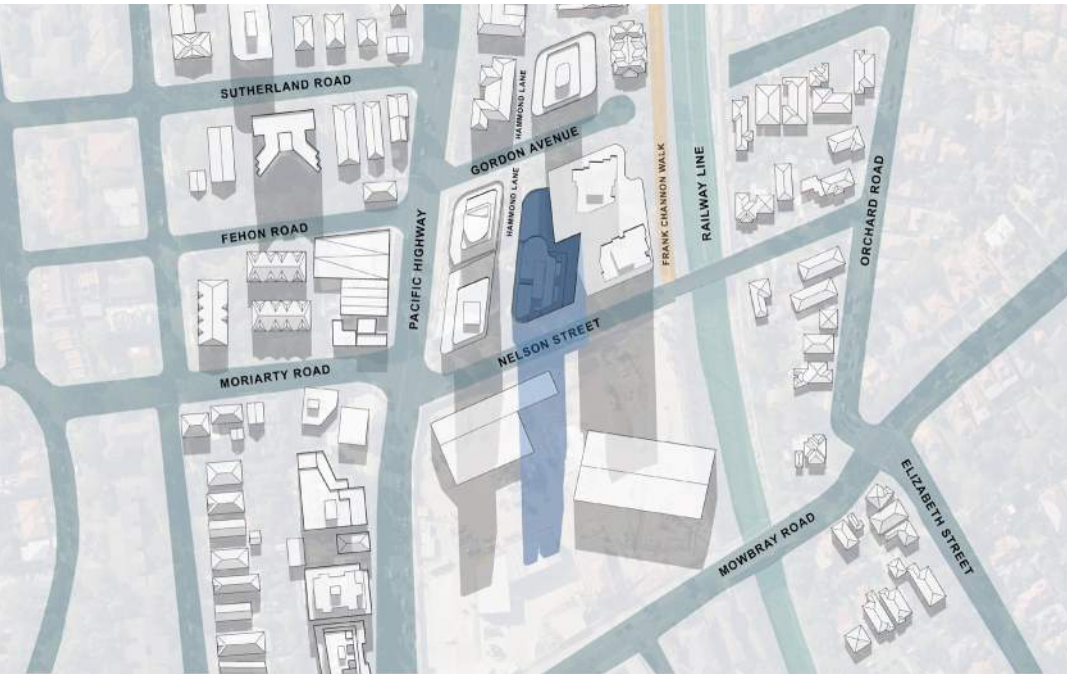 SUTHERLAND ROAD
HAMMOND LANE
GORDON AVENUE
FRANK CHANNON WALK
RAILWAY LINE
ORCHARD ROAD
HAMMOND LANE
FEHON ROAD
PACIFIC HIGHWAY
NELSON STREET
MORIARTY ROAD
MOWBRAY ROAD
ELIZABETH STREET